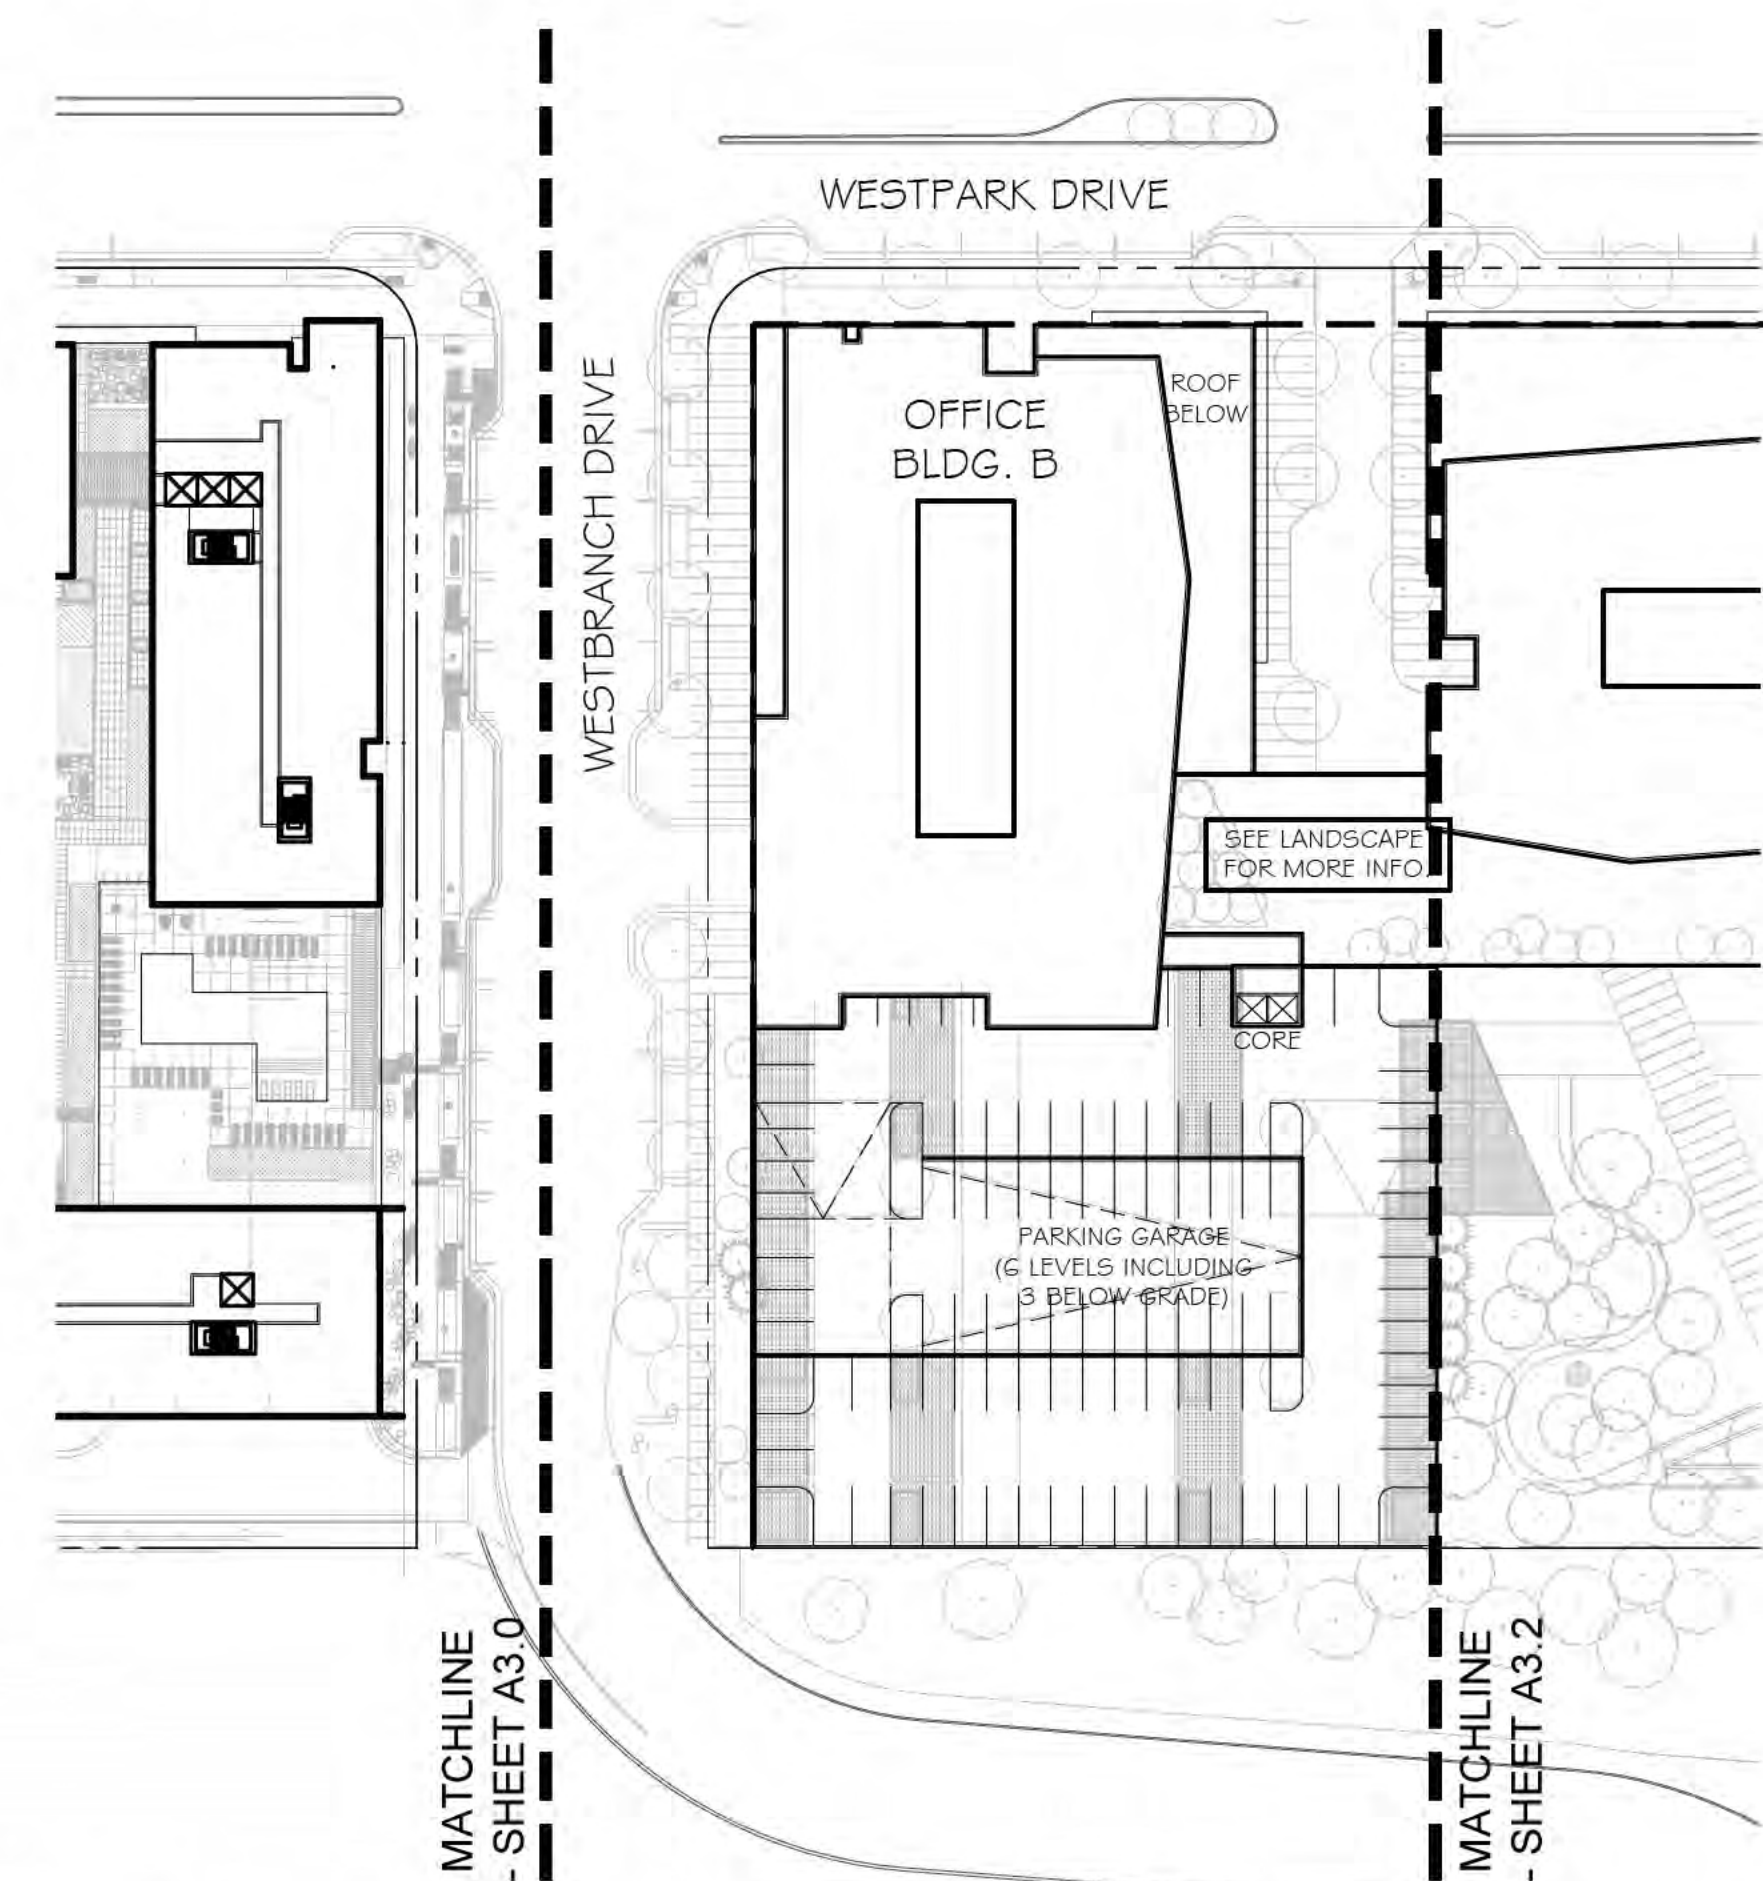 WESTPARK DRIVE
WESTBRANCH DRIVE
OFFICE
BLDG. B
ROOF
BELOW
SEE LANDSCAPE
FOR MORE INFO.
CORE
PARKING GARAGE
(6 LEVELS INCLUDING
3 BELOW GRADE)
MATCHLINE
- SHEET A3.0
MATCHLINE
- SHEET A3.2